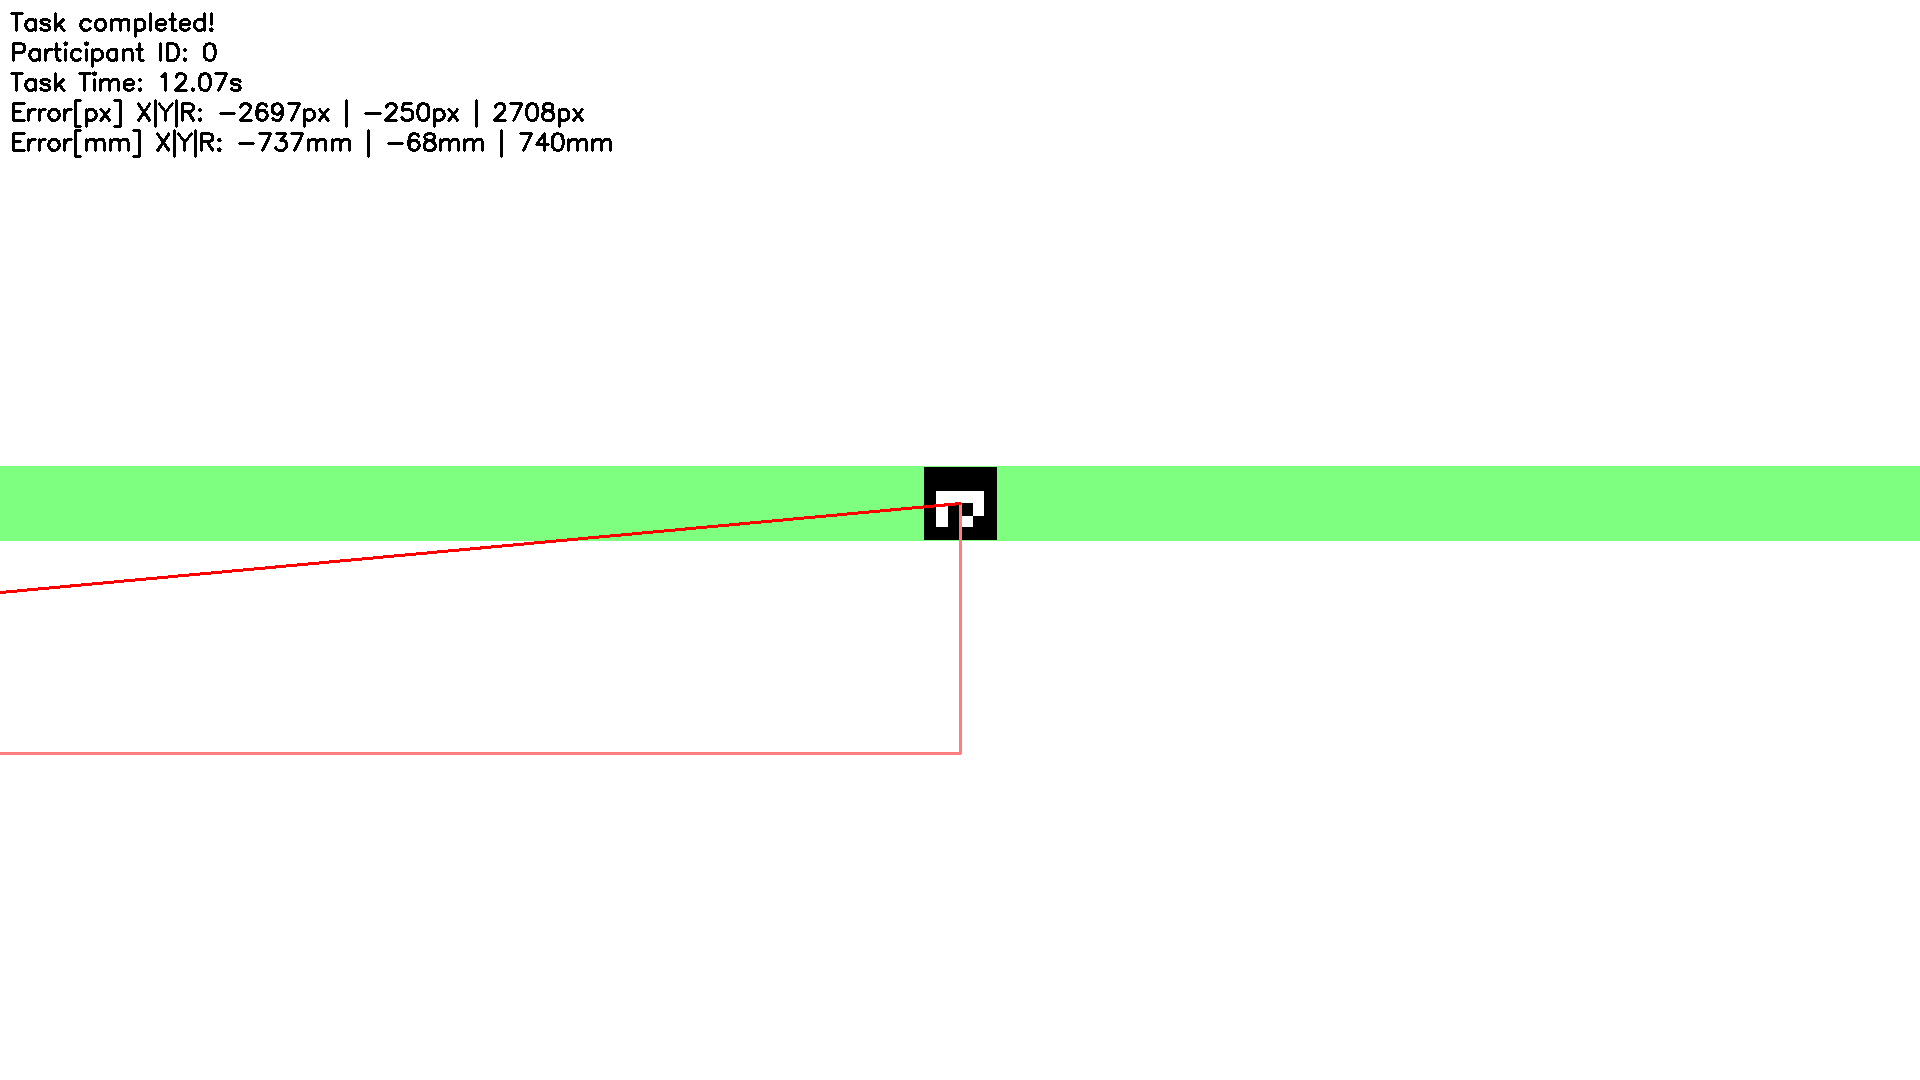 Task completed!
Participant ID: 0
Task Time: 12.07s
Error[px] X|Y|R: -2697px | -250px | 2708px
Error[mm] X|Y|R: -737mm | -68mm | 740mm